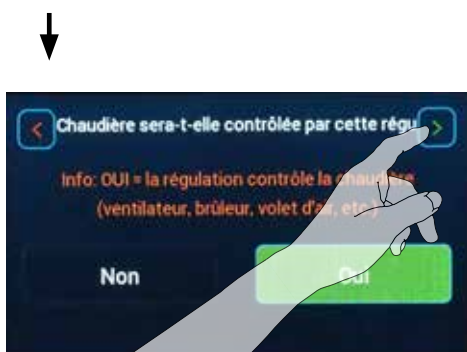 Chaudière sera-t-elle contrôlée par cette régu
Info: OUI = la régulation contrôle la chaudière
(ventilateur, brûleur, volet d'air, etc.)
Non
Oui